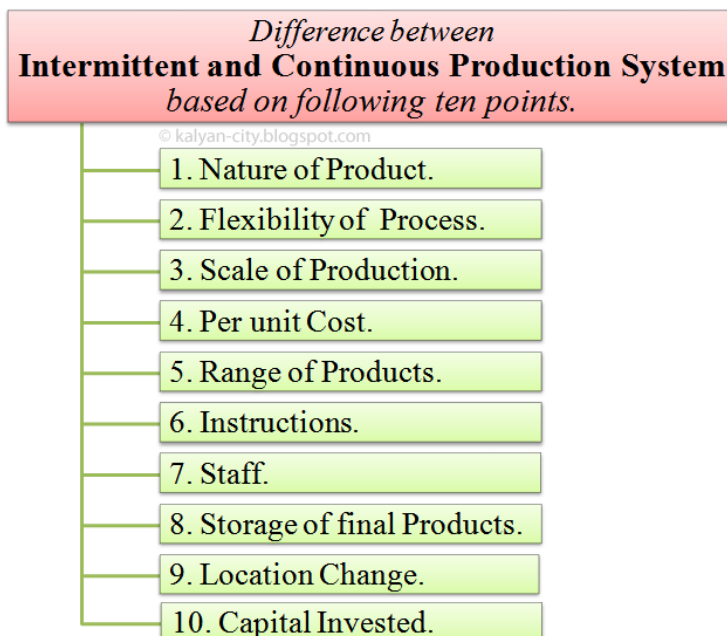 Difference between
Intermittent and Continuous Production System
based on following ten points.
© kalyan-city.blogspot.com
1. Nature of Product.
2. Flexibility of Process.
3. Scale of Production.
4. Per unit Cost.
5. Range of Products.
6. Instructions.
7. Staff.
8. Storage of final Products.
9. Location Change.
10. Capital Invested.